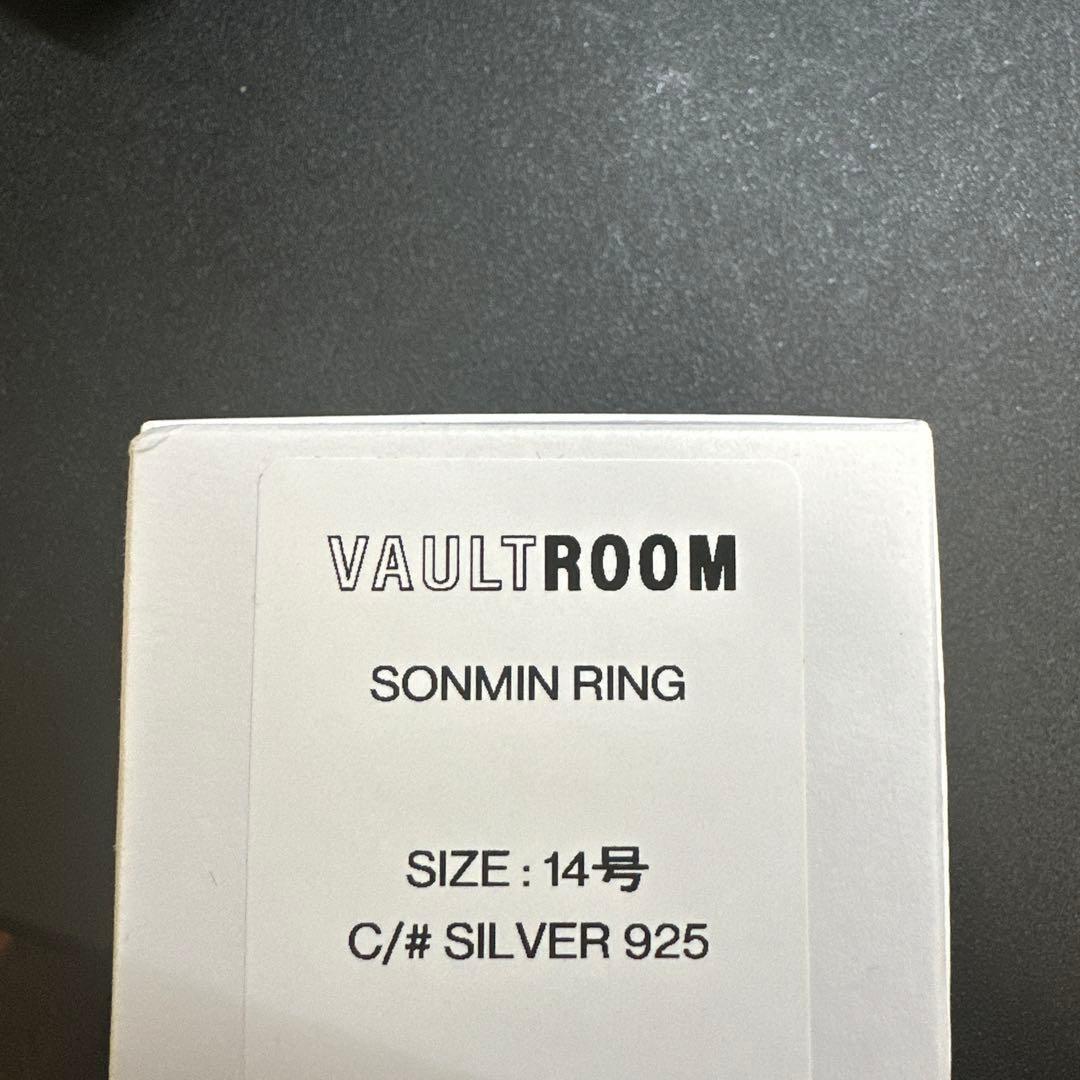 VAULTROOM
SONMIN RING
SIZE : 14号
C/# SILVER 925